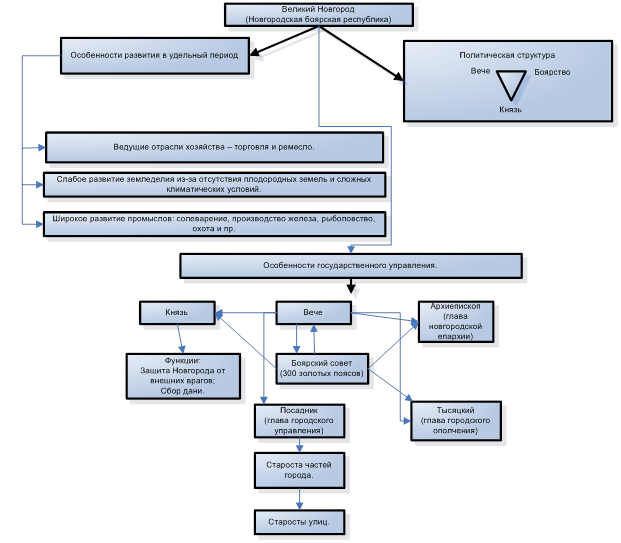 Великий Новгород
(Новгородская боярская республика)
Особенности развития в удельный период
Политическая структура
Вече
Боярство
Князь
Ведущие отрасли хозяйства – торговля и ремесло.
Слабое развитие земледелия из-за отсутствия плодородных земель и сложных
климатических условий.
Широкое развитие промыслов: солеварение, производство железа, рыболовство,
охота и пр.
Особенности государственного управления.
Князь
Вече
Архиепископ
(глава
новгородской
епархии)
Функции:
Защита Новгорода от
внешних врагов;
Сбор дани.
Боярский совет
(300 золотых поясов)
Посадник
(глава городского
управления)
Тысяцкий
(глава городского
ополчения)
Староста частей
города.
Старосты улиц.